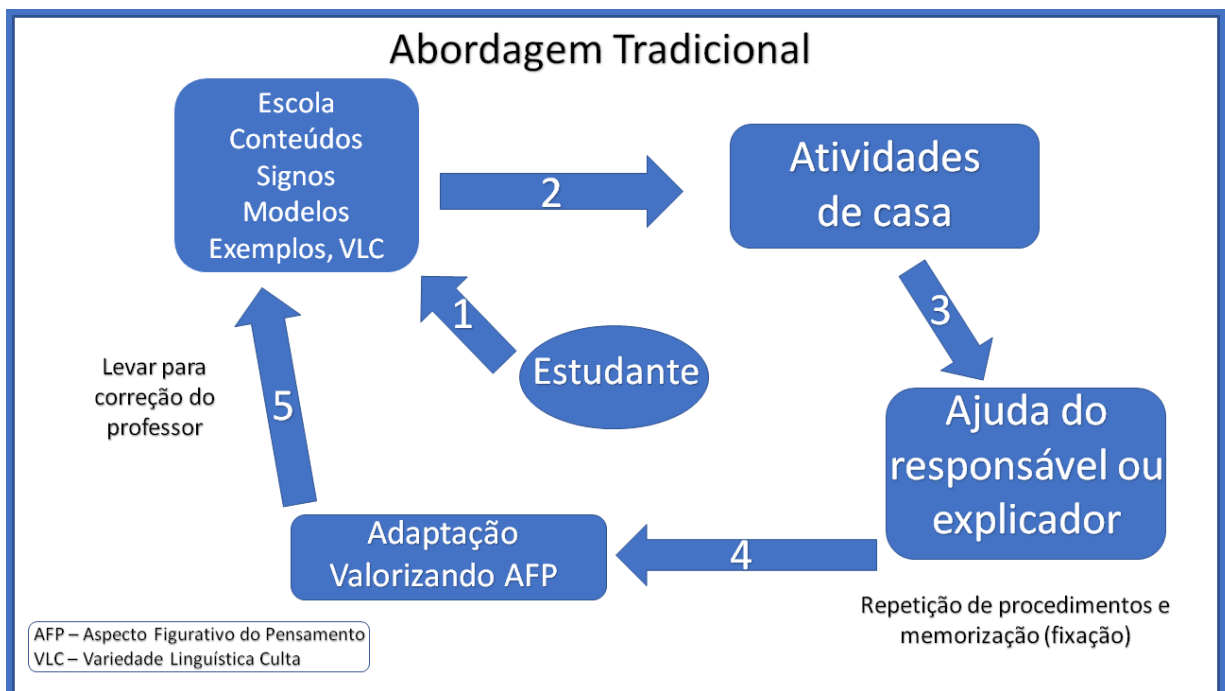 Abordagem Tradicional
Escola
Conteúdos
Signos
Modelos
Exemplos, VLC
2
Atividades
de casa
1
3
Estudante
Levar para
correção do
professor
5
Ajuda do
responsável ou
explicador
Adaptação
Valorizando AFP
4
Repetição de procedimentos e
memorização (fixação)
AFP – Aspecto Figurativo do Pensamento
VLC – Variedade Linguística Culta